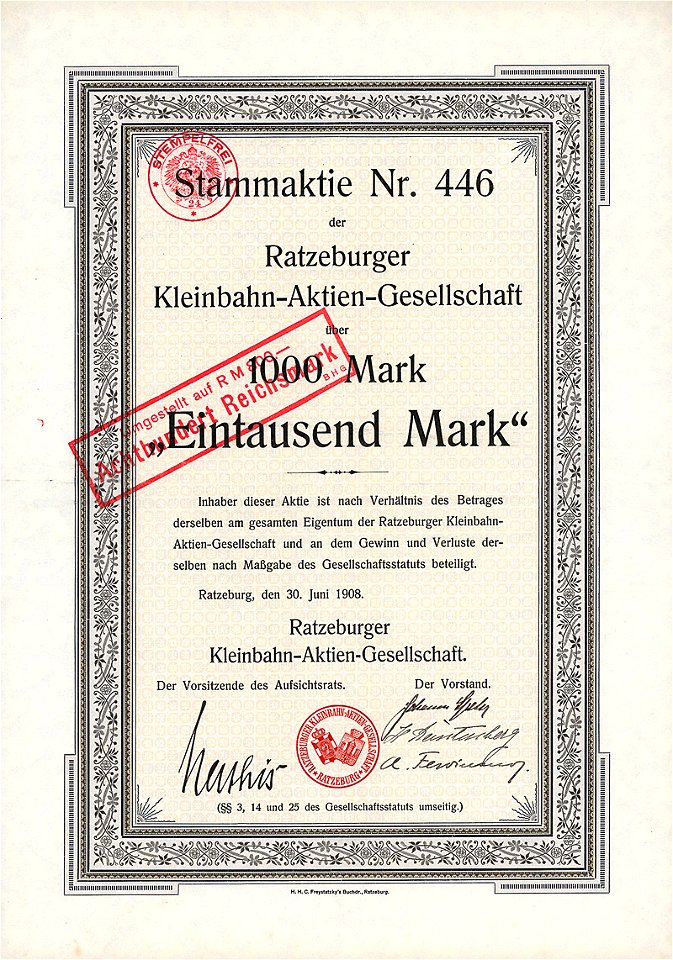 STEMPELFREI
24
Stammaktie Nr. 446
der
Ratzeburger
Kleinbahn-Aktien-Gesellschaft
über
1000 Mark
Umgestellt auf RM 800.—
Achthundert Reichsmark
BHG
„Eintausend Mark“
Inhaber dieser Aktie ist nach Verhältnis des Betrages
derselben am gesamten Eigentum der Ratzeburger Kleinbahn-
Aktien-Gesellschaft und an dem Gewinn und Verluste der-
selben nach Maßgabe des Gesellschaftsstatuts beteiligt.
Ratzeburg, den 30. Juni 1908.
Ratzeburger
Kleinbahn-Aktien-Gesellschaft.
Der Vorsitzende des Aufsichtsrats.
Der Vorstand.
RATZEBURGER KLEINBAHN-AKTIEN-GESELLSCHAFT
RATZEBURG
(§§ 3, 14 und 25 des Gesellschaftsstatuts umseitig.)
H. H. C. Freystatzky's Buchdr., Ratzeburg.